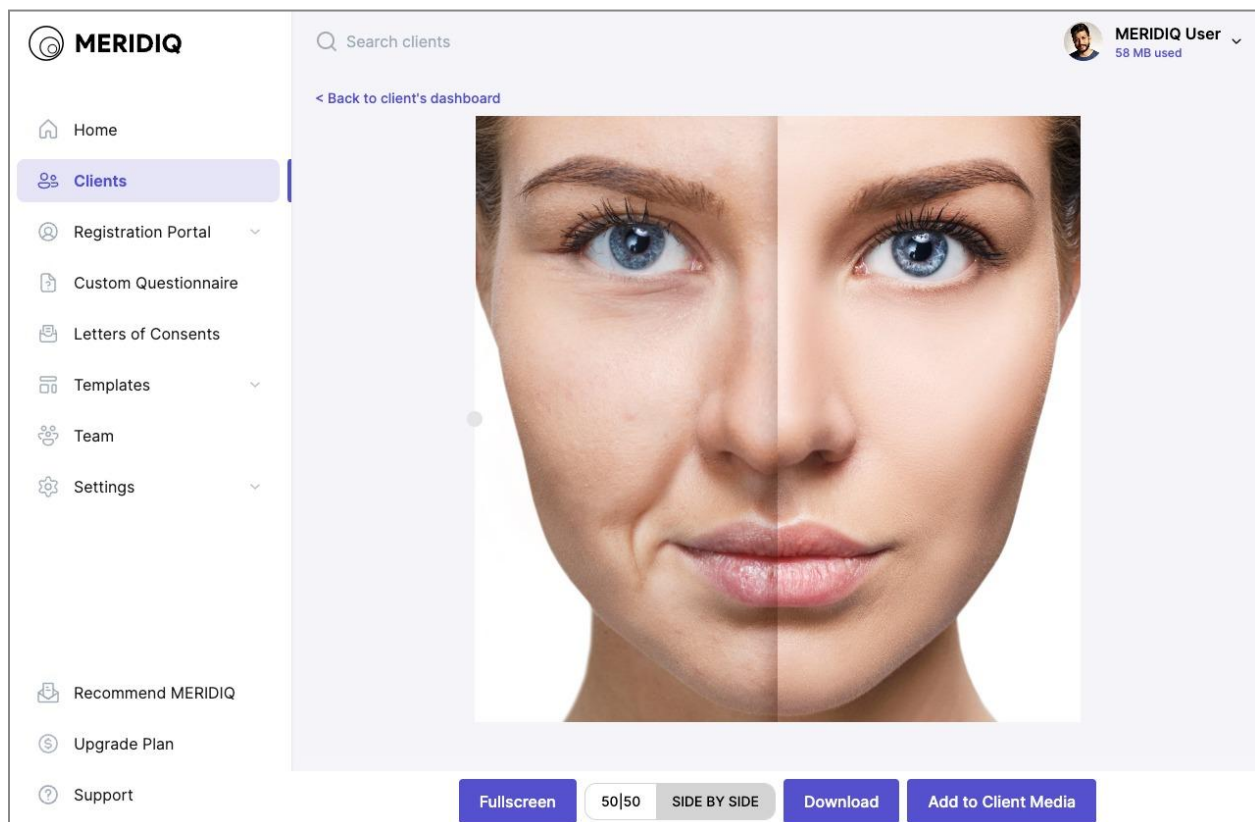 MERIDIQ
Search clients
MERIDIQ User
58 MB used
< Back to client's dashboard
Home
Clients
Registration Portal
Custom Questionnaire
Letters of Consents
Templates
Team
Settings
Recommend MERIDIQ
Upgrade Plan
Support
Fullscreen
50|50
SIDE BY SIDE
Download
Add to Client Media